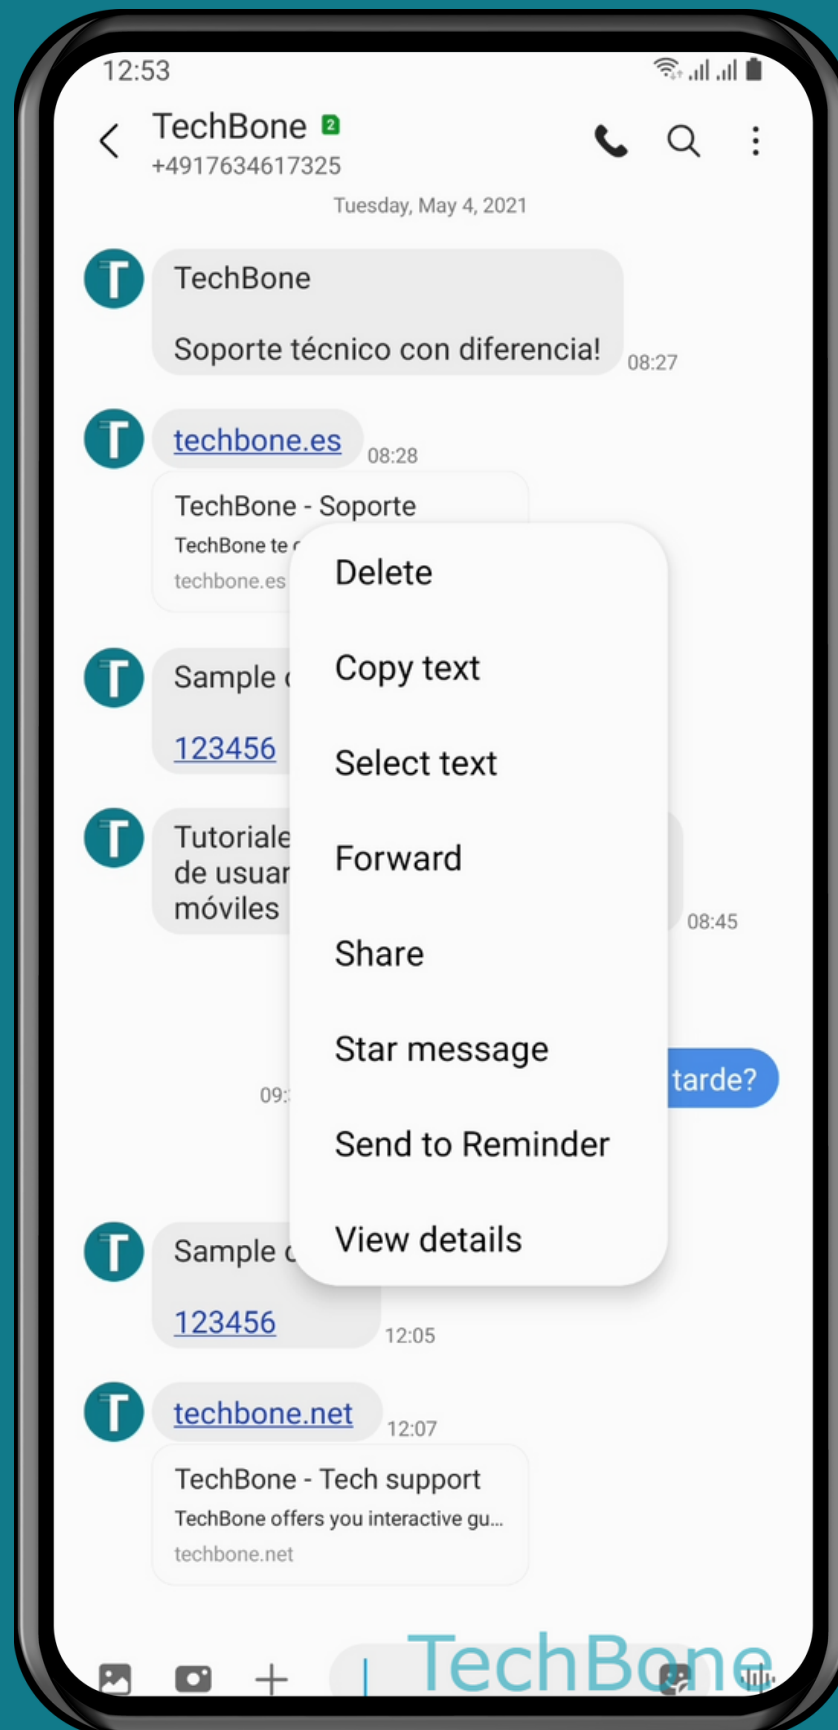 12:53
TechBone 2
+4917634617325
Tuesday, May 4, 2021
TechBone
Soporte técnico con diferencia!
08:27
techbone.es
08:28
TechBone - Soporte
TechBone te
techbone.es
Delete
Copy text
Select text
Forward
Share
Star message
Send to Reminder
View details
Sample
123456
Tutoriale
de usuar
móviles
08:45
tarde?
09:
Sample
123456
12:05
techbone.net
12:07
TechBone - Tech support
TechBone offers you interactive gu...
techbone.net
TechBone